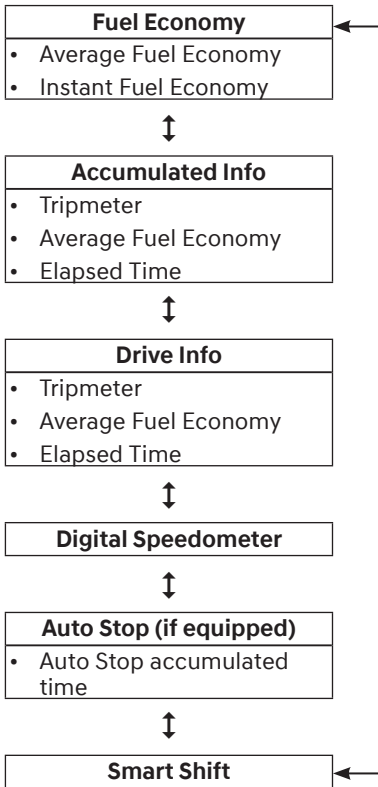 Fuel Economy
• Average Fuel Economy
• Instant Fuel Economy
Accumulated Info
• Tripmeter
• Average Fuel Economy
• Elapsed Time
Drive Info
• Tripmeter
• Average Fuel Economy
• Elapsed Time
Digital Speedometer
Auto Stop (if equipped)
• Auto Stop accumulated
time
Smart Shift